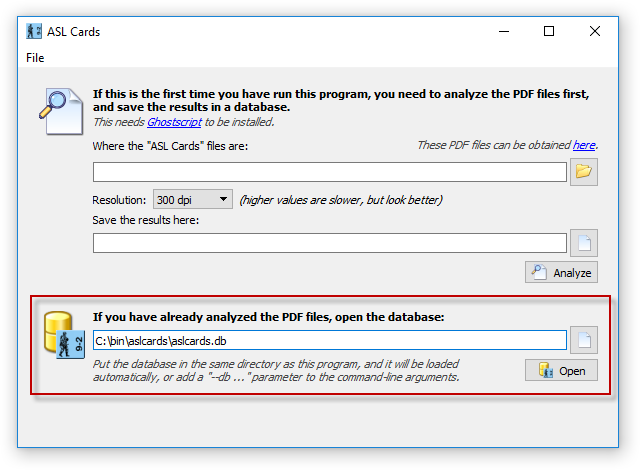 ASL Cards
File
If this is the first time you have run this program, you need to analyze the PDF files first,
and save the results in a database.
This needs Ghostscript to be installed.
Where the "ASL Cards" files are:
These PDF files can be obtained here.
Resolution: 300 dpi (higher values are slower, but look better)
Save the results here:
Analyze
If you have already analyzed the PDF files, open the database:
9-2
C:\bin\aslcards\aslcards.db
Put the database in the same directory as this program, and it will be loaded
automatically, or add a "--db ..." parameter to the command-line arguments.
Open